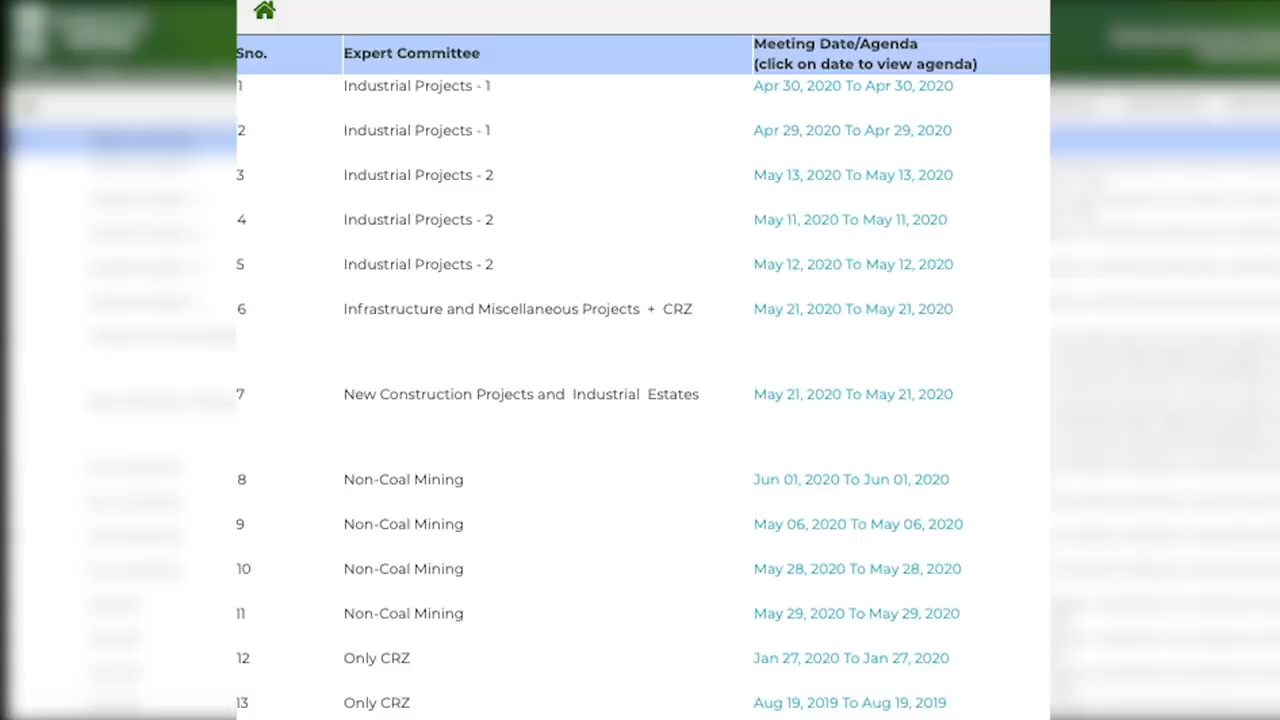 Sno. Expert Committee Meeting Date/Agenda
(click on date to view agenda)
1 Industrial Projects - 1 Apr 30, 2020 To Apr 30, 2020
2 Industrial Projects - 1 Apr 29, 2020 To Apr 29, 2020
3 Industrial Projects - 2 May 13, 2020 To May 13, 2020
4 Industrial Projects - 2 May 11, 2020 To May 11, 2020
5 Industrial Projects - 2 May 12, 2020 To May 12, 2020
6 Infrastructure and Miscellaneous Projects + CRZ May 21, 2020 To May 21, 2020
7 New Construction Projects and Industrial Estates May 21, 2020 To May 21, 2020
8 Non-Coal Mining Jun 01, 2020 To Jun 01, 2020
9 Non-Coal Mining May 06, 2020 To May 06, 2020
10 Non-Coal Mining May 28, 2020 To May 28, 2020
11 Non-Coal Mining May 29, 2020 To May 29, 2020
12 Only CRZ Jan 27, 2020 To Jan 27, 2020
13 Only CRZ Aug 19, 2019 To Aug 19, 2019